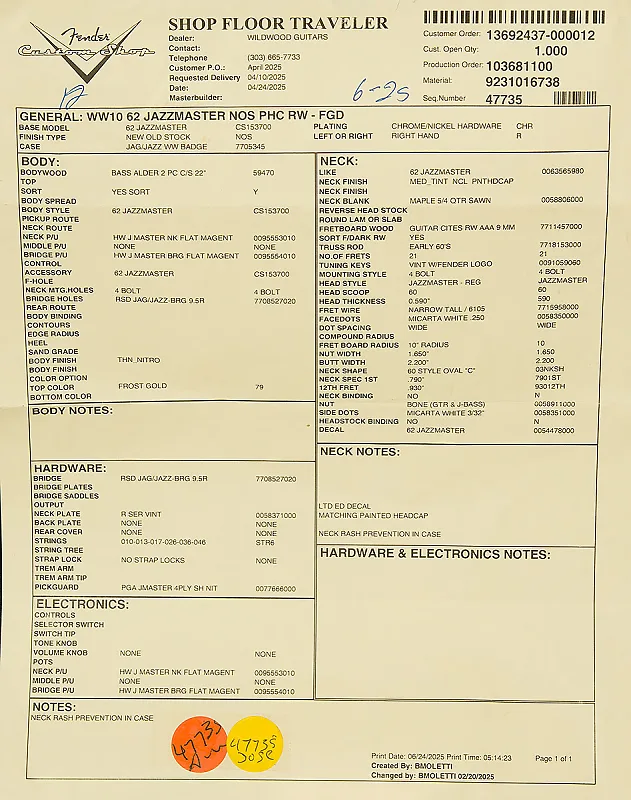 Fender
Custom Shop
SHOP FLOOR TRAVELER
Dealer: WILDWOOD GUITARS
Contact:
Telephone (303) 665-7733
Customer P.O.: April 2025
Requested Delivery 04/10/2025
Date: 04/24/2025
Masterbuilder:
6-25
Customer Order: 13692437-000012
Cust. Open Qty: 1.000
Production Order: 103681100
Material: 9231016738
Seq.Number 47735
GENERAL: WW10 62 JAZZMASTER NOS PHC RW - FGD
BASE MODEL 62 JAZZMASTER CS153700 PLATING CHROME/NICKEL HARDWARE CHR
FINISH TYPE NEW OLD STOCK NOS LEFT OR RIGHT RIGHT HAND R
CASE JAG/JAZZ WW BADGE 7705345
BODY:
BODYWOOD BASS ALDER 2 PC C/S 22" 59470
TOP
SORT YES SORT Y
BODY SPREAD
BODY STYLE 62 JAZZMASTER CS153700
PICKUP ROUTE
NECK ROUTE
NECK P/U HW J MASTER NK FLAT MAGENT 0095553010
MIDDLE P/U NONE NONE
BRIDGE P/U HW J MASTER BRG FLAT MAGENT 0095554010
CONTROL
ACCESSORY 62 JAZZMASTER CS153700
F-HOLE
NECK MTG.HOLES 4 BOLT 4 BOLT
BRIDGE HOLES RSD JAG/JAZZ-BRG 9.5R 7708527020
REAR ROUTE
BODY BINDING
CONTOURS
EDGE RADIUS
HEEL
SAND GRADE
BODY FINISH THN_NITRO
BODY FINISH
COLOR OPTION
TOP COLOR FROST GOLD 79
BOTTOM COLOR
BODY NOTES:
HARDWARE:
BRIDGE RSD JAG/JAZZ-BRG 9.5R 7708527020
BRIDGE PLATES
BRIDGE SADDLES
OUTPUT
NECK PLATE R SER VINT 0058371000
BACK PLATE NONE NONE
REAR COVER NONE NONE
STRINGS 010-013-017-026-036-046 STR6
STRING TREE
STRAP LOCK NO STRAP LOCKS NONE
TREM ARM
TREM ARM TIP
PICKGUARD PGA JMASTER 4PLY SH NIT 0077666000
ELECTRONICS:
CONTROLS
SELECTOR SWITCH
SWITCH TIP
TONE KNOB
VOLUME KNOB NONE NONE
POTS
NECK P/U HW J MASTER NK FLAT MAGENT 0095553010
MIDDLE P/U NONE NONE
BRIDGE P/U HW J MASTER BRG FLAT MAGENT 0095554010
NECK:
LIKE 62 JAZZMASTER 0063565980
NECK FINISH MED_TINT NCL PNTHDCAP
NECK FINISH
NECK BLANK MAPLE 5/4 QTR SAWN 0058806000
REVERSE HEAD STOCK
ROUND LAM OR SLAB
FRETBOARD WOOD GUITAR CITES RW AAA 9 MM 7711457000
SORT F/DARK RW YES
TRUSS ROD EARLY 60'S 7718153000
NO.OF FRETS 21 21
TUNING KEYS VINT W/FENDER LOGO 0091059060
MOUNTING STYLE 4 BOLT 4 BOLT
HEAD STYLE JAZZMASTER - REG JAZZMASTER
HEAD SCOOP 60 60
HEAD THICKNESS 0.590" 590
FRET WIRE NARROW TALL / 6105 7715958000
FACEDOTS MICARTA WHITE .250 0058350000
DOT SPACING WIDE WIDE
COMPOUND RADIUS
FRET BOARD RADIUS 10" RADIUS 10
NUT WIDTH 1.650" 1.650
BUTT WIDTH 2.200" 2.200
NECK SHAPE 60 STYLE OVAL "C" 03NKSH
NECK SPEC 1ST .790" 7901ST
12TH FRET .930" 93012TH
NECK BINDING NO N
NUT BONE (GTR & J-BASS) 0058911000
SIDE DOTS MICARTA WHITE 3/32" 0058351000
HEADSTOCK BINDING NO N
DECAL 62 JAZZMASTER 0054478000
NECK NOTES:
LTD ED DECAL
MATCHING PAINTED HEADCAP
NECK RASH PREVENTION IN CASE
HARDWARE & ELECTRONICS NOTES:
NOTES:
NECK RASH PREVENTION IN CASE
47735
47735
DOSE
Print Date: 06/24/2025 Print Time: 05:14:23 Page 1 of 1
Created By: BMOLETTI
Changed by: BMOLETTI 02/20/2025